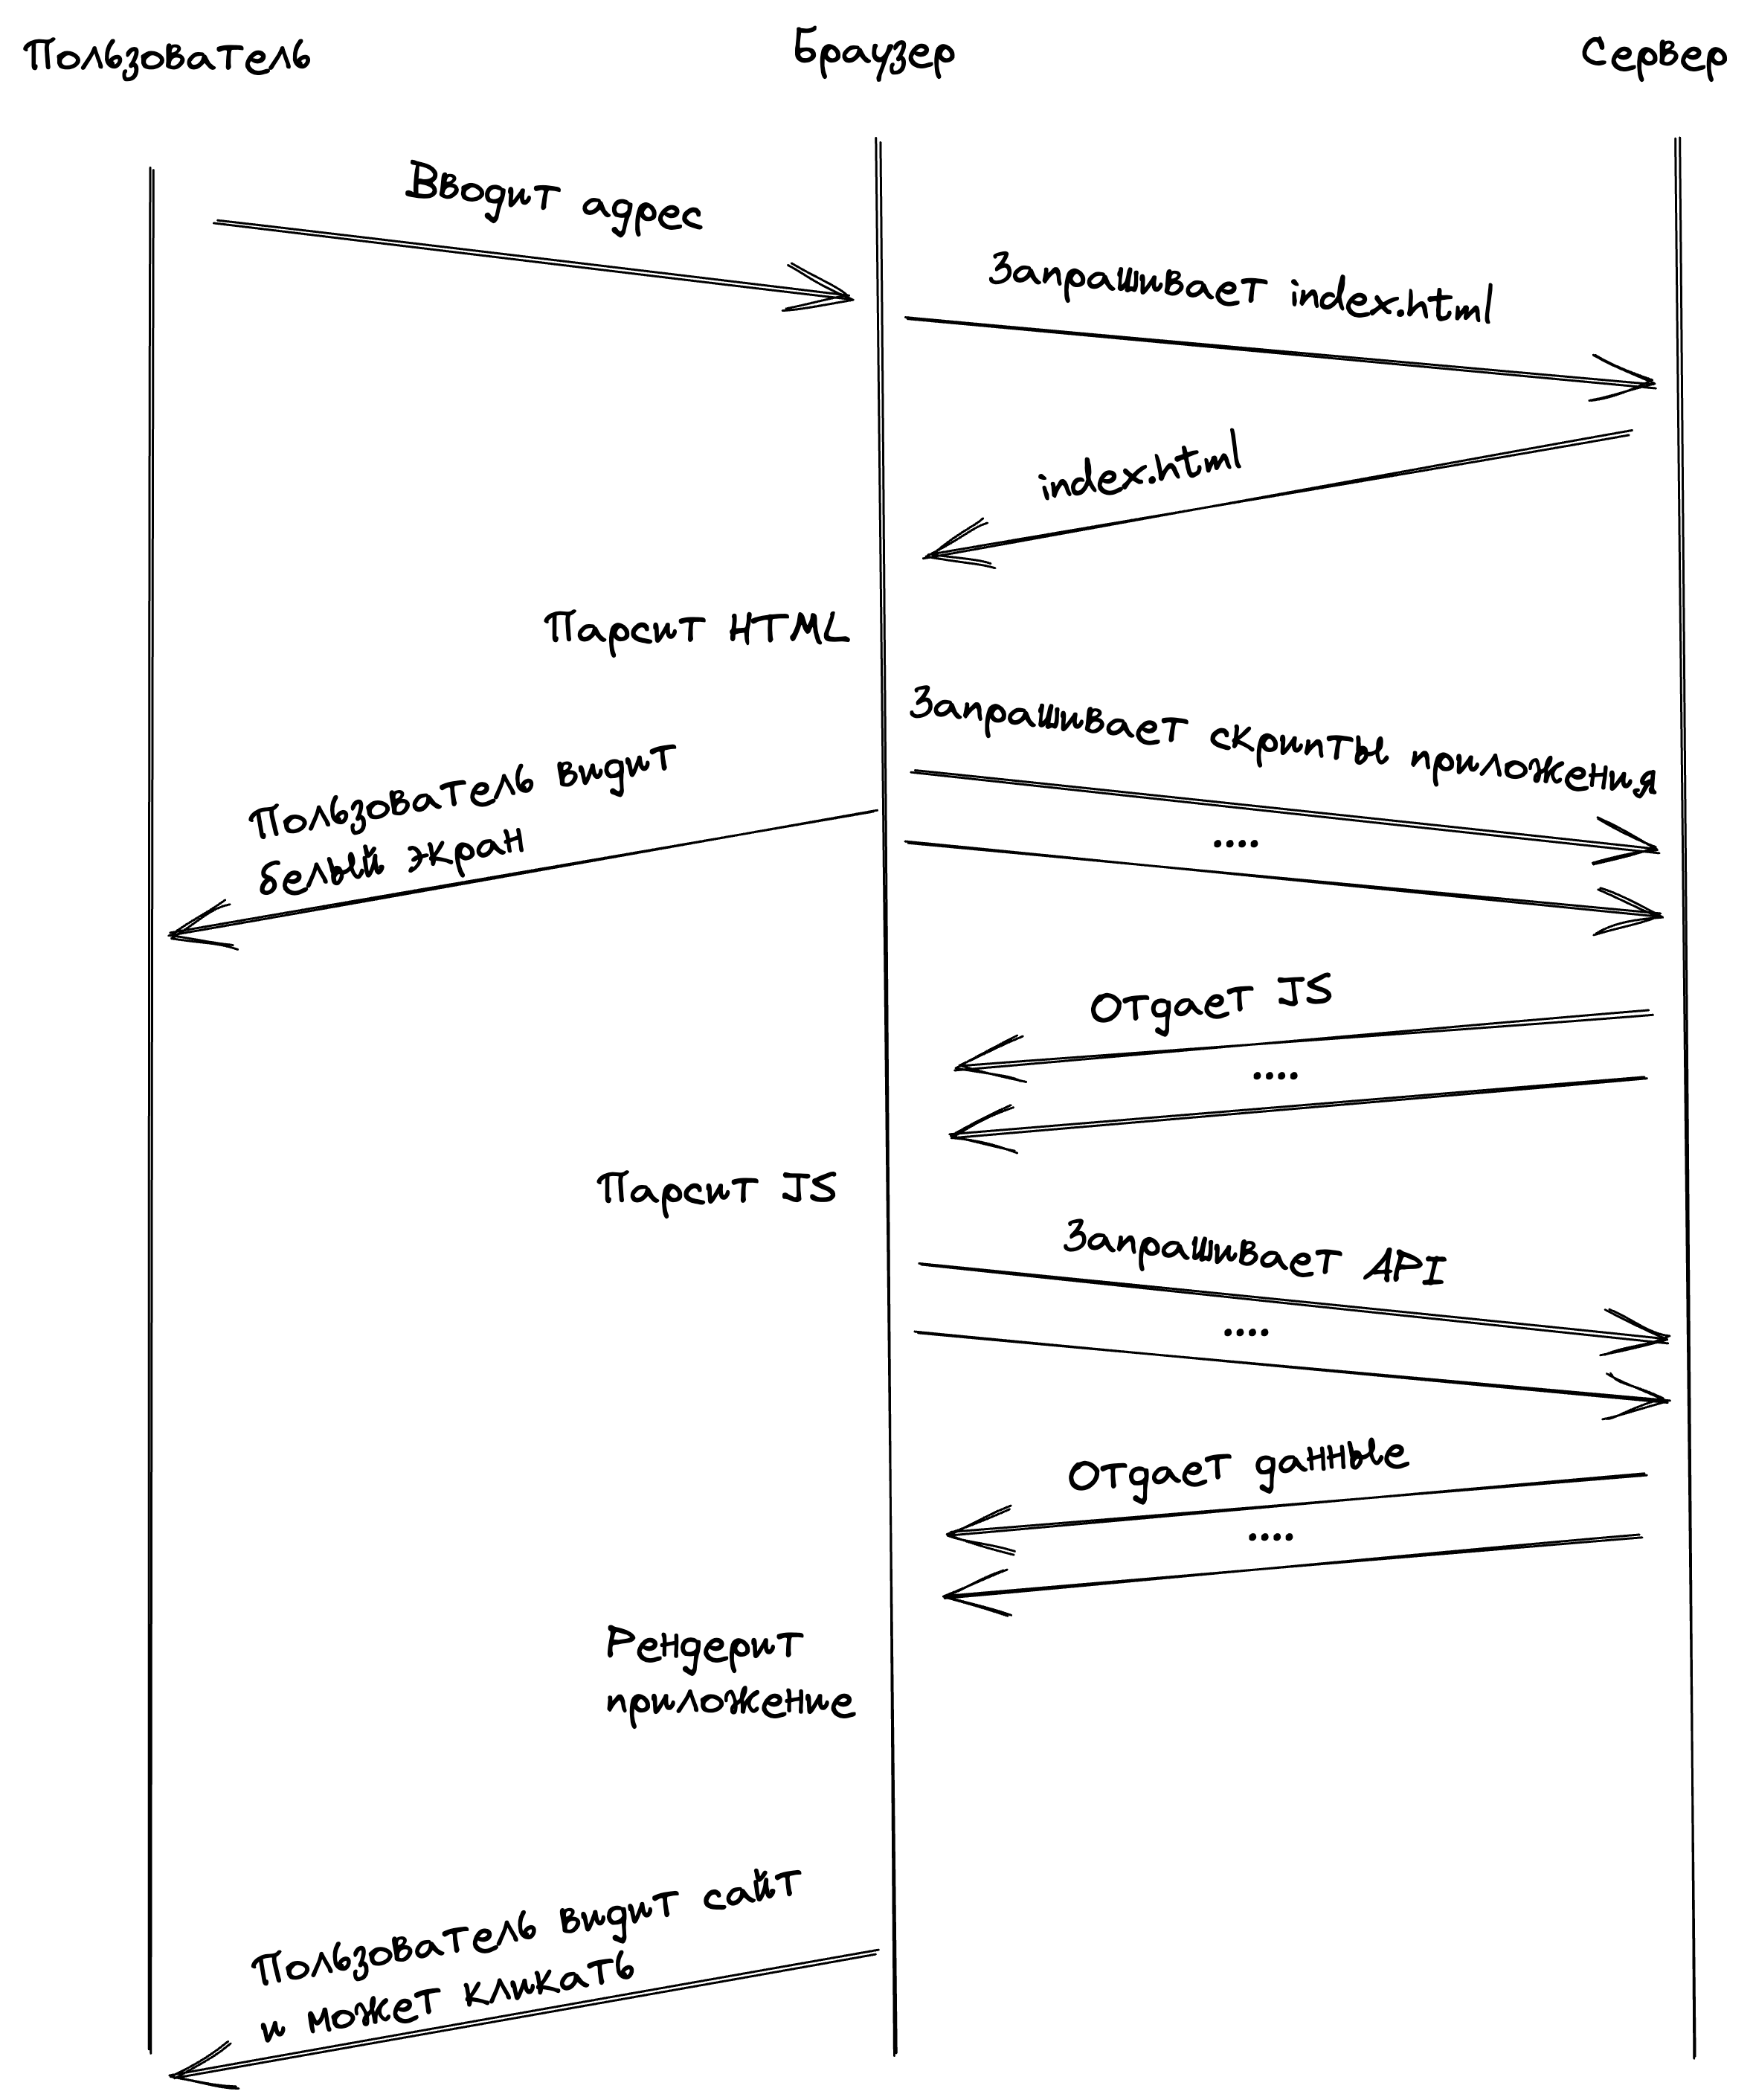 Пользователь
Браузер
Сервер
Вводит адрес
Запрашивает index.html
index.html
Парсит HTML
Запрашивает скрипты приложения
Пользователь видит
белый экран
....
Отдает JS
....
Парсит JS
Запрашивает API
....
Отдает данные
....
Рендерит
приложение
Пользователь видит сайт
и может кликать